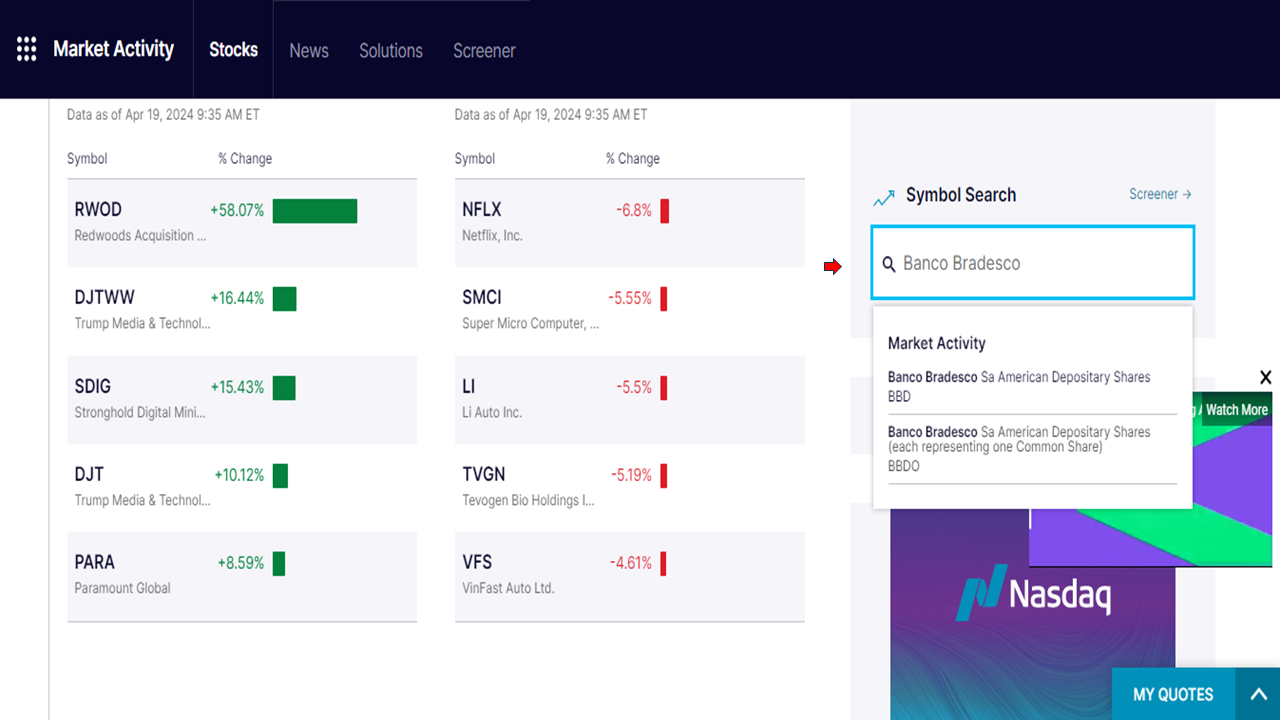 Market Activity
Stocks
News
Solutions
Screener
Data as of Apr 19, 2024 9:35 AM ET
Symbol % Change
RWOD +58.07%
Redwoods Acquisition ...
DJTWW +16.44%
Trump Media & Technol...
SDIG +15.43%
Stronghold Digital Mini...
DJT +10.12%
Trump Media & Technol...
PARA +8.59%
Paramount Global
Data as of Apr 19, 2024 9:35 AM ET
Symbol % Change
NFLX -6.8%
Netflix, Inc.
SMCI -5.55%
Super Micro Computer, ...
LI -5.5%
Li Auto Inc.
TVGN -5.19%
Tevogen Bio Holdings I...
VFS -4.61%
VinFast Auto Ltd.
Symbol Search
Screener →
Banco Bradesco
Market Activity
Banco Bradesco Sa American Depositary Shares
BBD
Banco Bradesco Sa American Depositary Shares
(each representing one Common Share)
BBDO
X
Watch More
Nasdaq
MY QUOTES